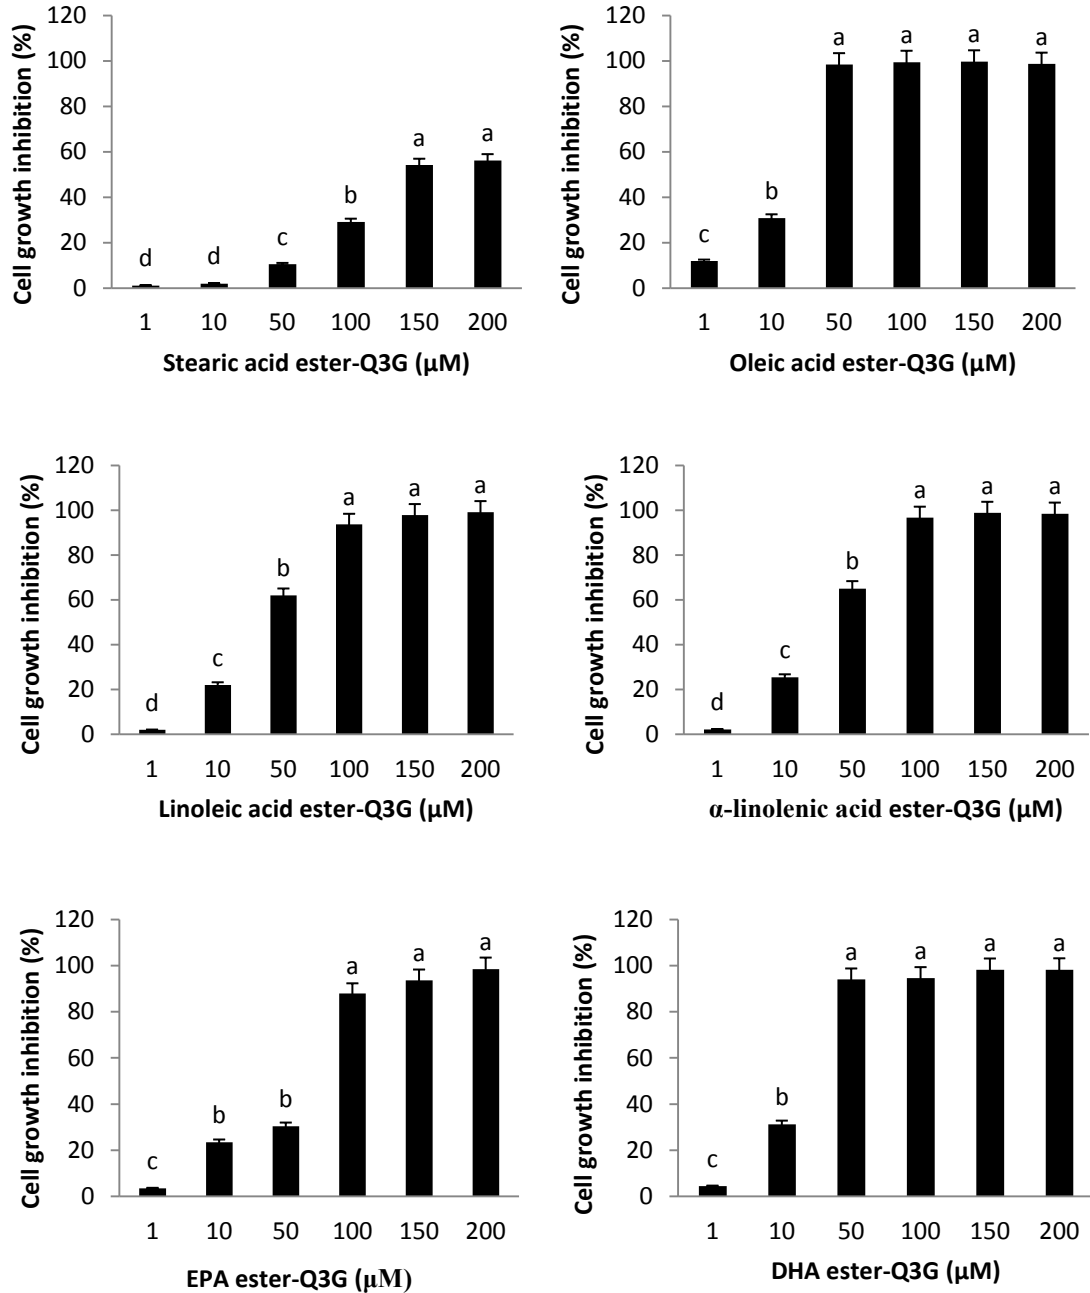 Cell growth inhibition (%)
120
100
80
60
40
20
0
d
d
c
b
a
a
1 10 50 100 150 200
Stearic acid ester-Q3G (μM)
Cell growth inhibition (%)
120
100
80
60
40
20
0
c
b
a
a
a
a
1 10 50 100 150 200
Oleic acid ester-Q3G (μM)
Cell growth inhibition (%)
120
100
80
60
40
20
0
d
c
b
a
a
a
1 10 50 100 150 200
Linoleic acid ester-Q3G (μM)
Cell growth inhibition (%)
120
100
80
60
40
20
0
d
c
b
a
a
a
1 10 50 100 150 200
α-linolenic acid ester-Q3G (μM)
Cell growth inhibition (%)
120
100
80
60
40
20
0
c
b
b
a
a
a
1 10 50 100 150 200
EPA ester-Q3G (μM)
Cell growth inhibition (%)
120
100
80
60
40
20
0
c
b
a
a
a
a
1 10 50 100 150 200
DHA ester-Q3G (μM)